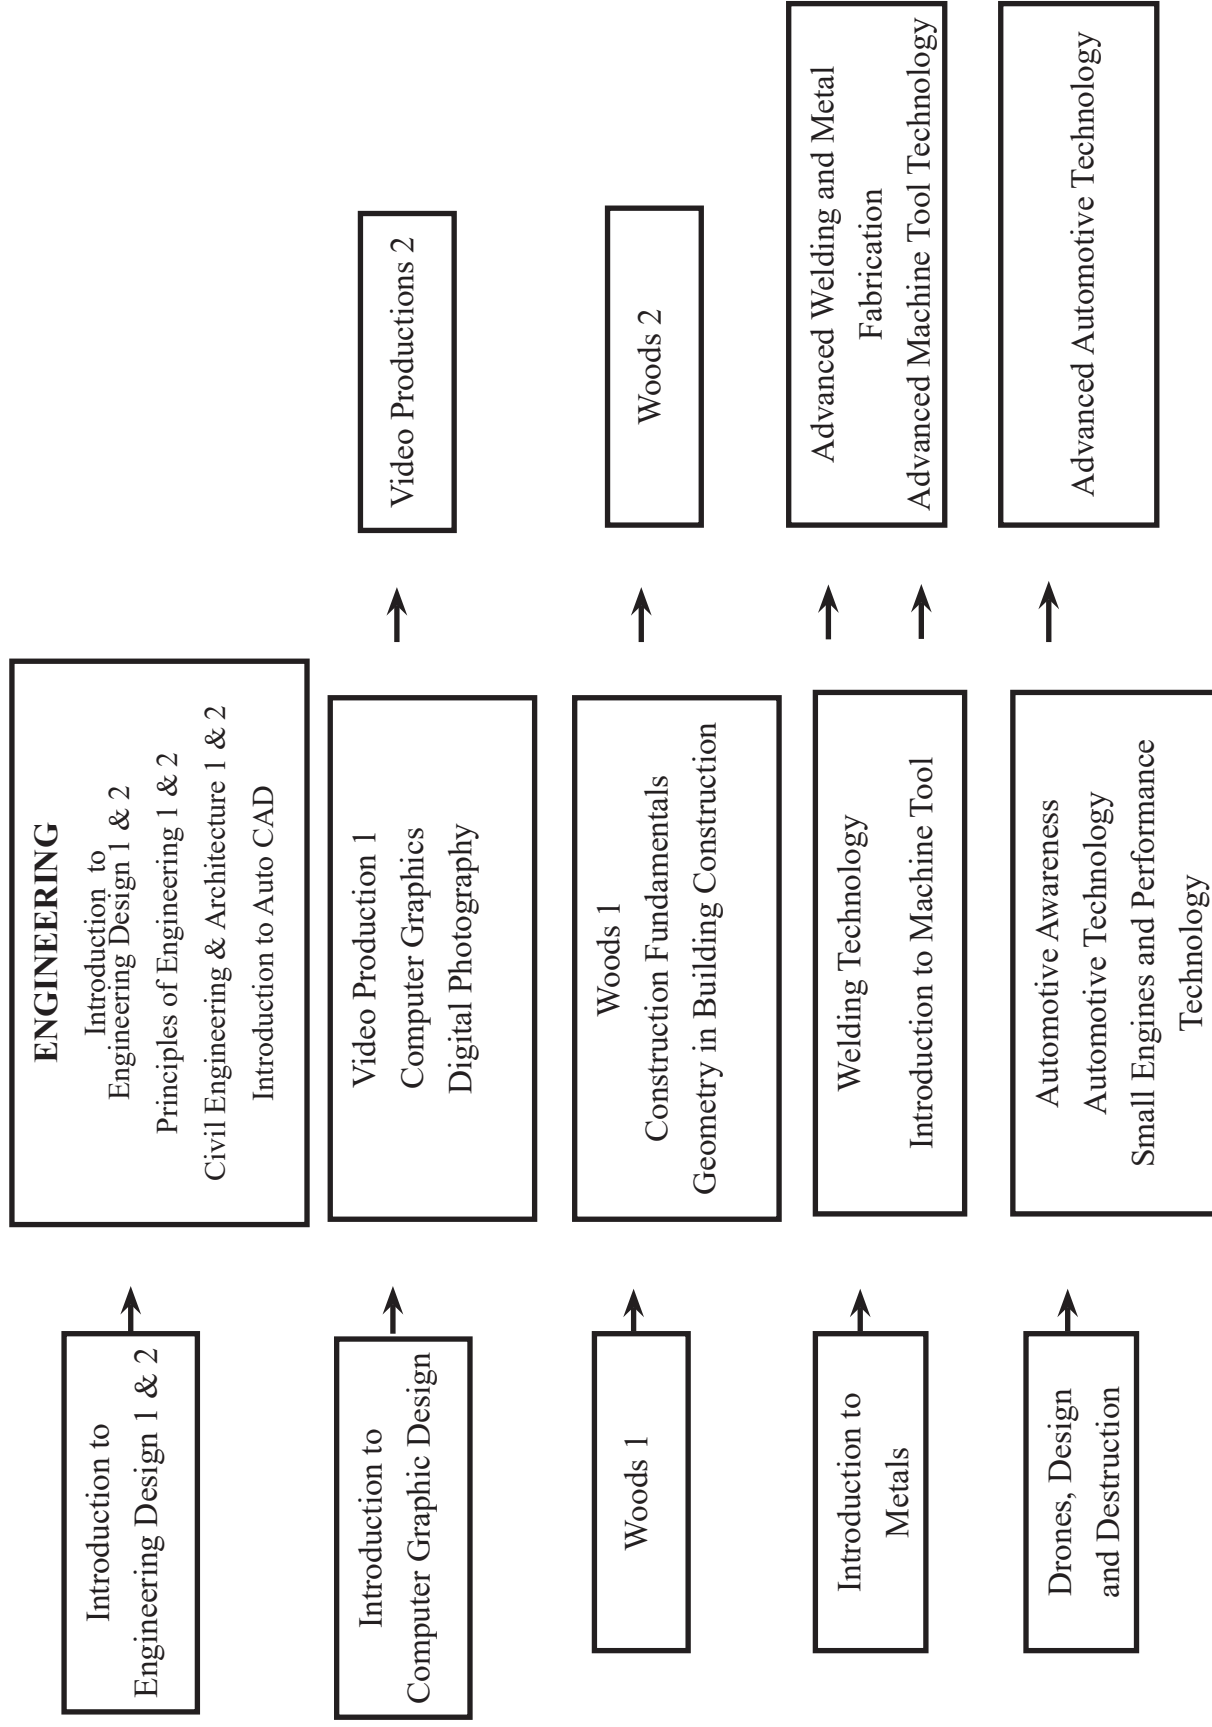 Introduction to
Engineering Design 1 & 2
ENGINEERING
Introduction to
Engineering Design 1 & 2
Principles of Engineering 1 & 2
Civil Engineering & Architecture 1 & 2
Introduction to Auto CAD
Introduction to
Computer Graphic Design
Video Production 1
Computer Graphics
Digital Photography
Video Productions 2
Woods 1
Woods 1
Construction Fundamentals
Geometry in Building Construction
Woods 2
Introduction to
Metals
Welding Technology
Introduction to Machine Tool
Advanced Welding and Metal
Fabrication
Advanced Machine Tool Technology
Drones, Design
and Destruction
Automotive Awareness
Automotive Technology
Small Engines and Performance
Technology
Advanced Automotive Technology